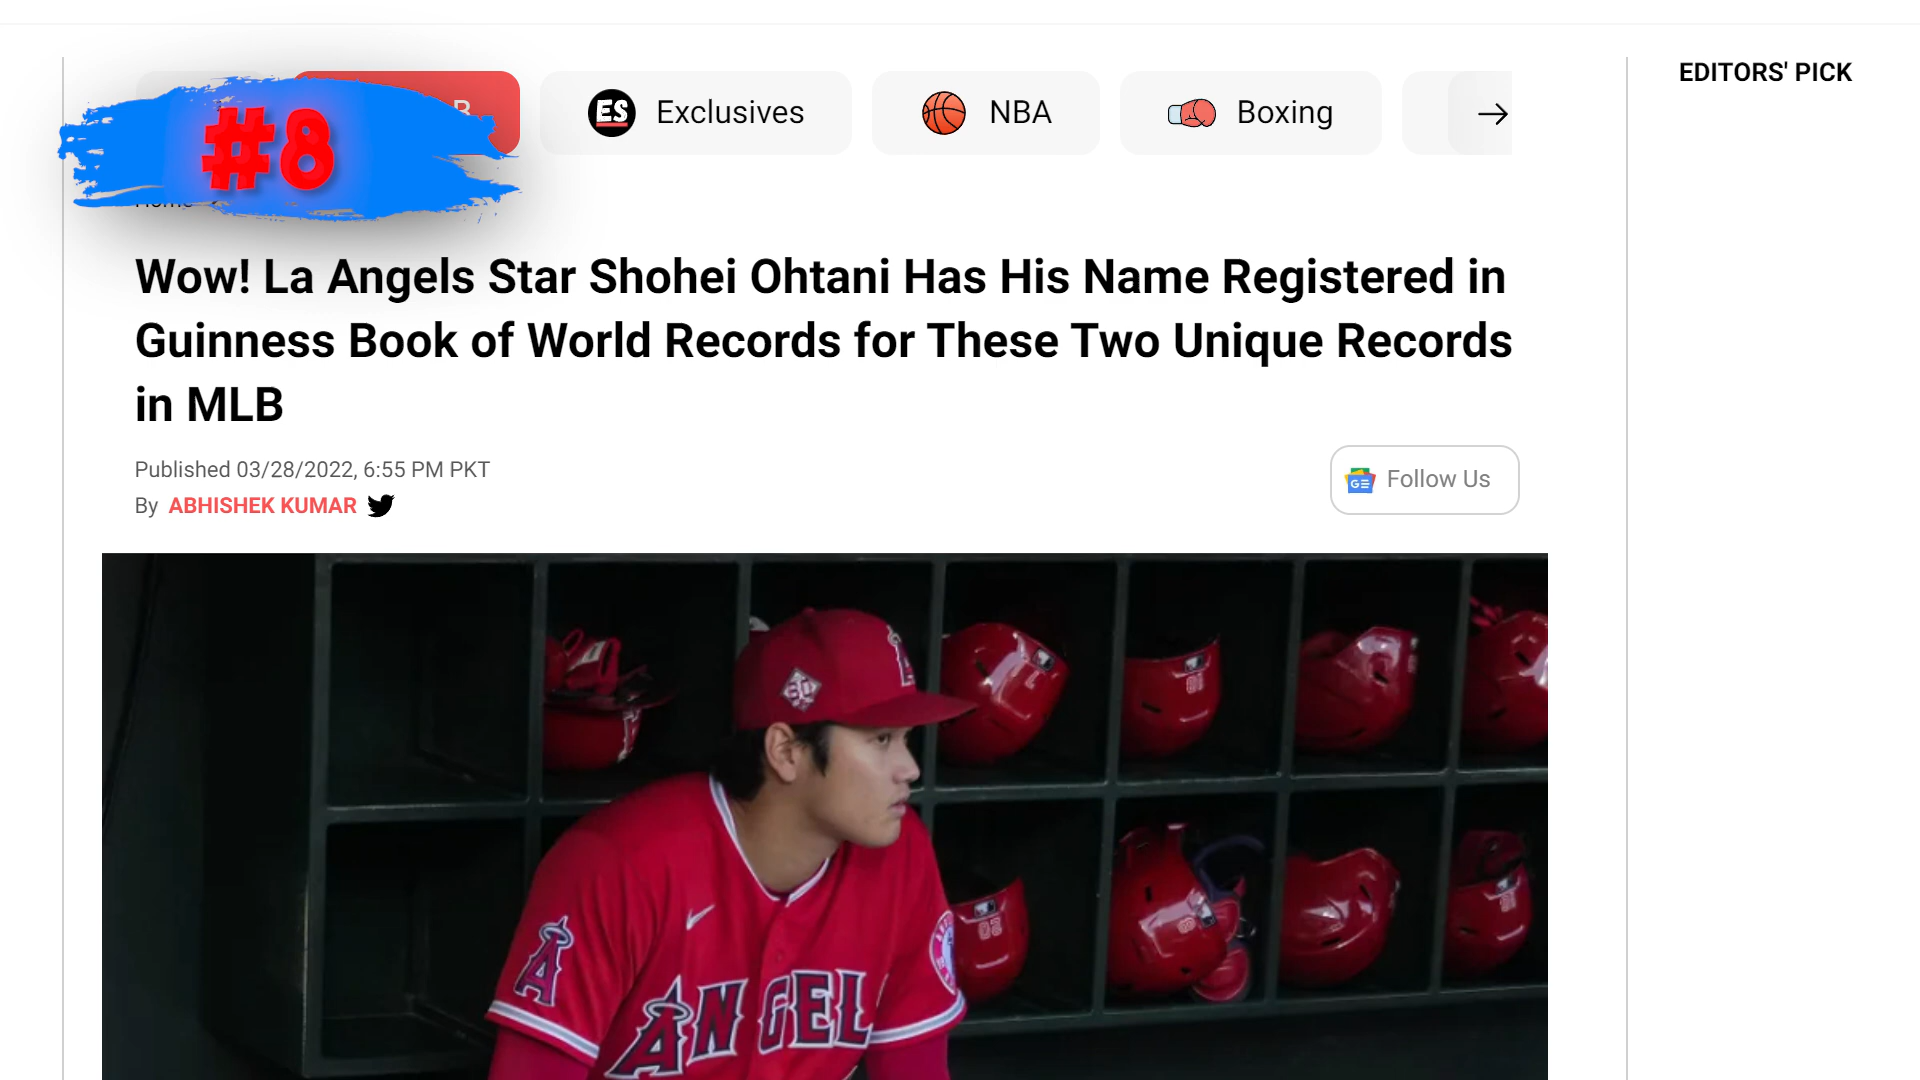 #8
ES Exclusives
NBA
Boxing
EDITORS' PICK
Wow! La Angels Star Shohei Ohtani Has His Name Registered in
Guinness Book of World Records for These Two Unique Records
in MLB
Published 03/28/2022, 6:55 PM PKT
By ABHISHEK KUMAR
GE Follow Us
A
A
ANGEL